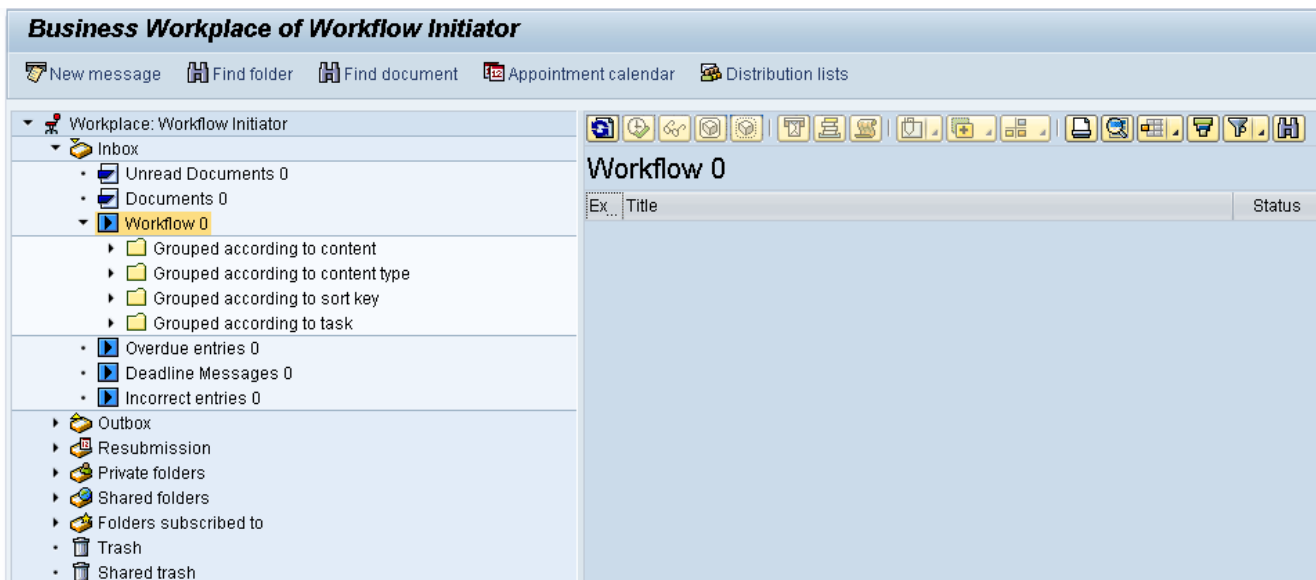 Business Workplace of Workflow Initiator
New message Find folder Find document 12 Appointment calendar Distribution lists
Workplace: Workflow Initiator
Inbox
Unread Documents 0
Documents 0
Workflow 0
Grouped according to content
Grouped according to content type
Grouped according to sort key
Grouped according to task
Overdue entries 0
Deadline Messages 0
Incorrect entries 0
Outbox
Resubmission
Private folders
Shared folders
Folders subscribed to
Trash
Shared trash
Workflow 0
Ex... Title Status